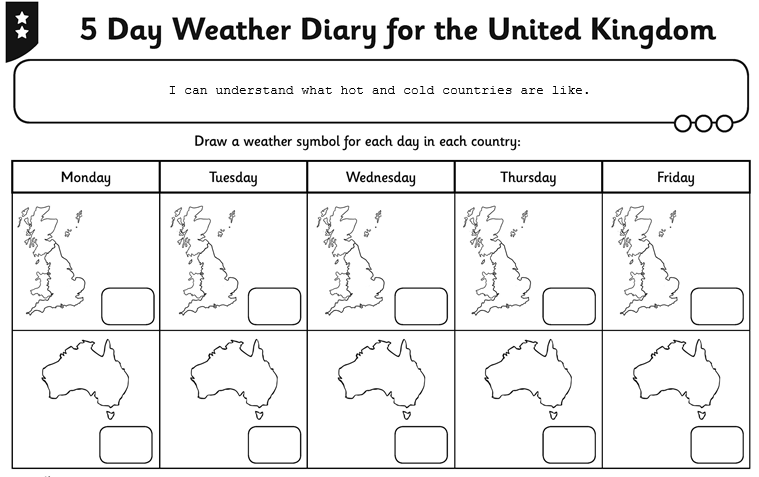 5 Day Weather Diary for the United Kingdom
I can understand what hot and cold countries are like.
Draw a weather symbol for each day in each country:
Monday
Tuesday
Wednesday
Thursday
Friday